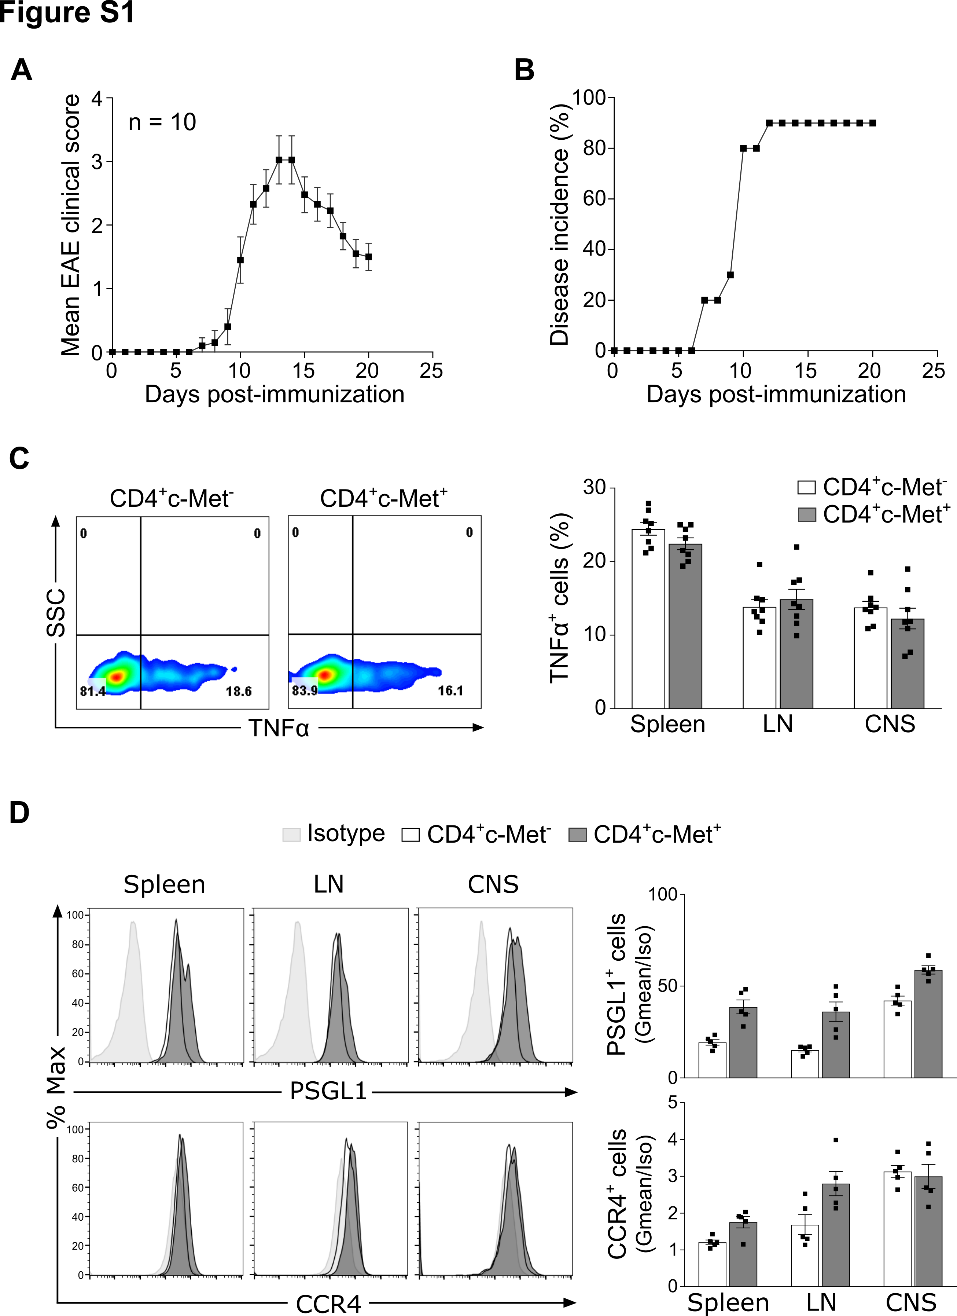 Figure S1
A
B
4
3
2
1
0
n = 10
Mean EAE clinical score
0 5 10 15 20 25
Days post-immunization
100
80
60
40
20
0
Disease incidence (%)
0 5 10 15 20 25
Days post-immunization
C
CD4⁺c-Met⁻
CD4⁺c-Met⁺
0 0
0 0
SSC
81.4 18.6
83.9 16.1
TNFα
30
20
10
0
TNFα⁺ cells (%)
CD4⁺c-Met⁻
CD4⁺c-Met⁺
Spleen LN CNS
D
Isotype CD4⁺c-Met⁻ CD4⁺c-Met⁺
Spleen LN CNS
100
80
60
40
20
0
% Max
PSGL1
100
80
60
40
20
0
CCR4
100
50
0
PSGL1⁺ cells
(Gmean/Iso)
5
4
3
2
1
0
CCR4⁺ cells
(Gmean/Iso)
Spleen LN CNS